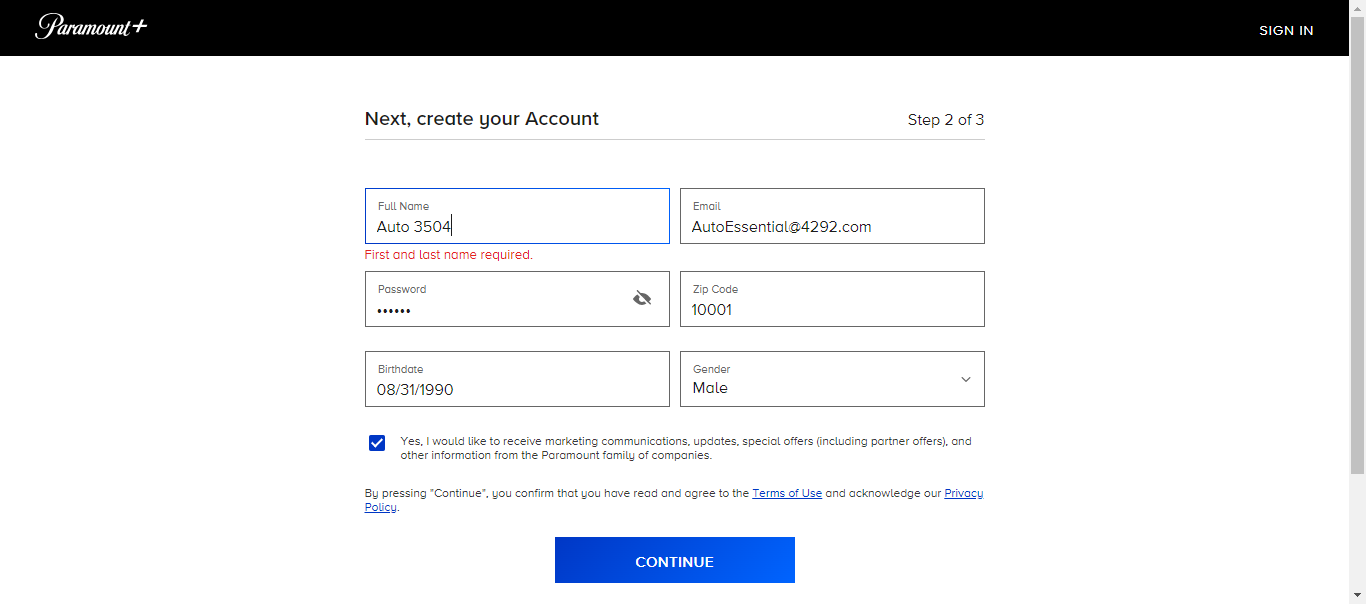 Paramount+
SIGN IN
Next, create your Account
Step 2 of 3
Full Name
Auto 3504
Email
AutoEssential@4292.com
First and last name required.
Password
••••••
Zip Code
10001
Birthdate
08/31/1990
Gender
Male
Yes, I would like to receive marketing communications, updates, special offers (including partner offers), and
other information from the Paramount family of companies.
By pressing "Continue", you confirm that you have read and agree to the Terms of Use and acknowledge our Privacy
Policy.
CONTINUE